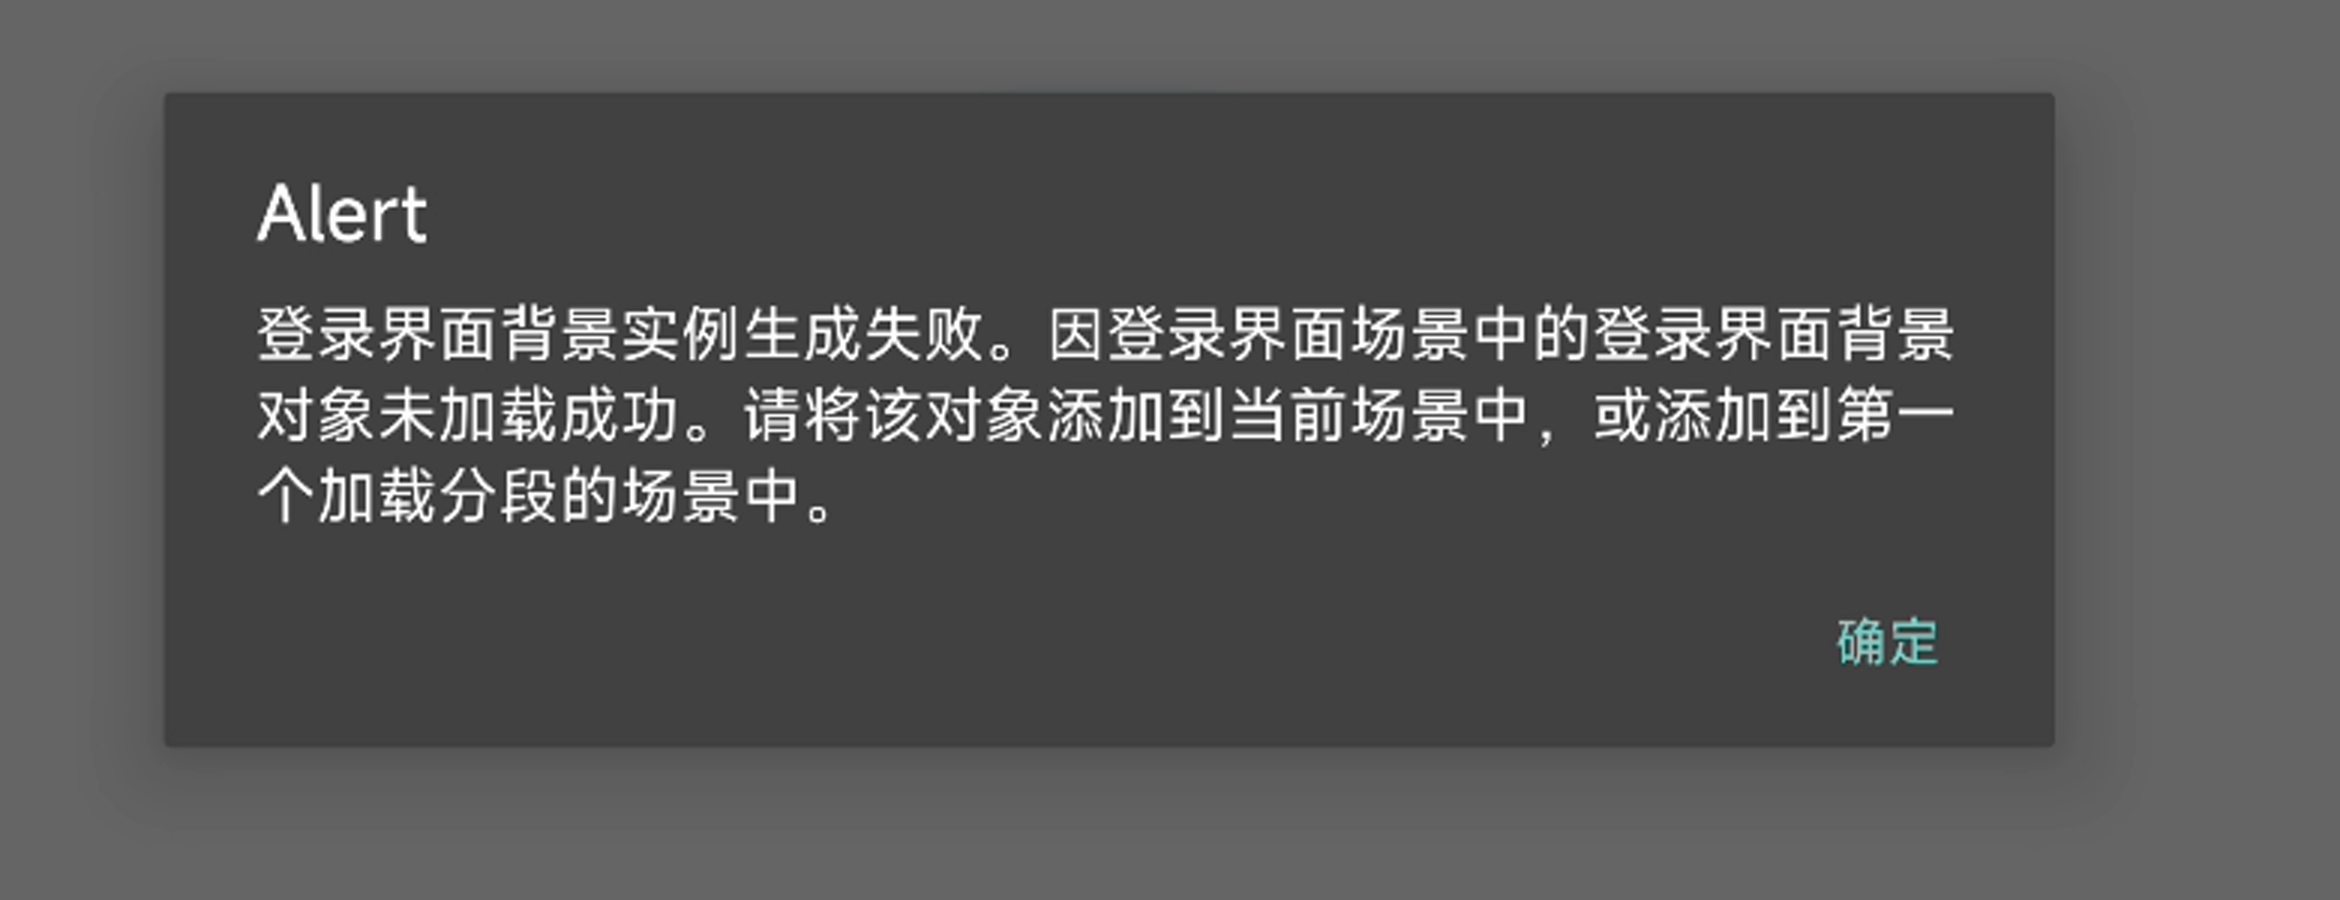 Alert
登录界面背景实例生成失败。因登录界面场景中的登录界面背景
对象未加载成功。请将该对象添加到当前场景中，或添加到第一
个加载分段的场景中。
确定